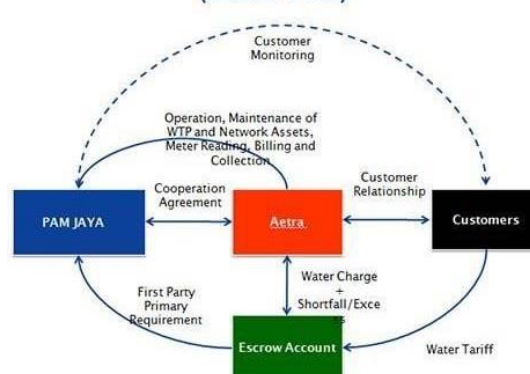 Customer
Monitoring
Operation, Maintenance of
WTP and Network Assets,
Meter Reading, Billing and
Collection
Cooperation
Agreement
Customer
Relationship
PAM JAYA
Aetra
Customers
First Party
Primary
Requirement
Water Charge
+
Shortfall/Exce
es
Escrow Account
Water Tariff